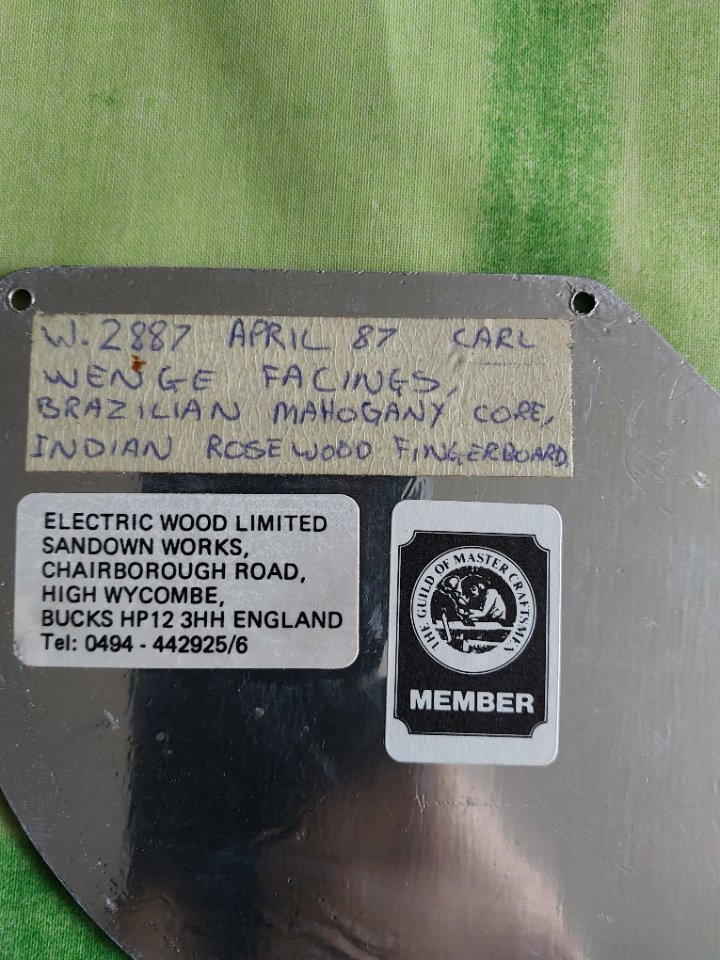 W.2887 APRIL 87 CARL
WENGE FACINGS,
BRAZILIAN MAHOGANY CORE,
INDIAN ROSEWOOD FINGERBOARD
ELECTRIC WOOD LIMITED
SANDOWN WORKS,
CHAIRBOROUGH ROAD,
HIGH WYCOMBE,
BUCKS HP12 3HH ENGLAND
Tel: 0494 - 442925/6
THE GUILD OF MASTER CRAFTSMEN
MEMBER